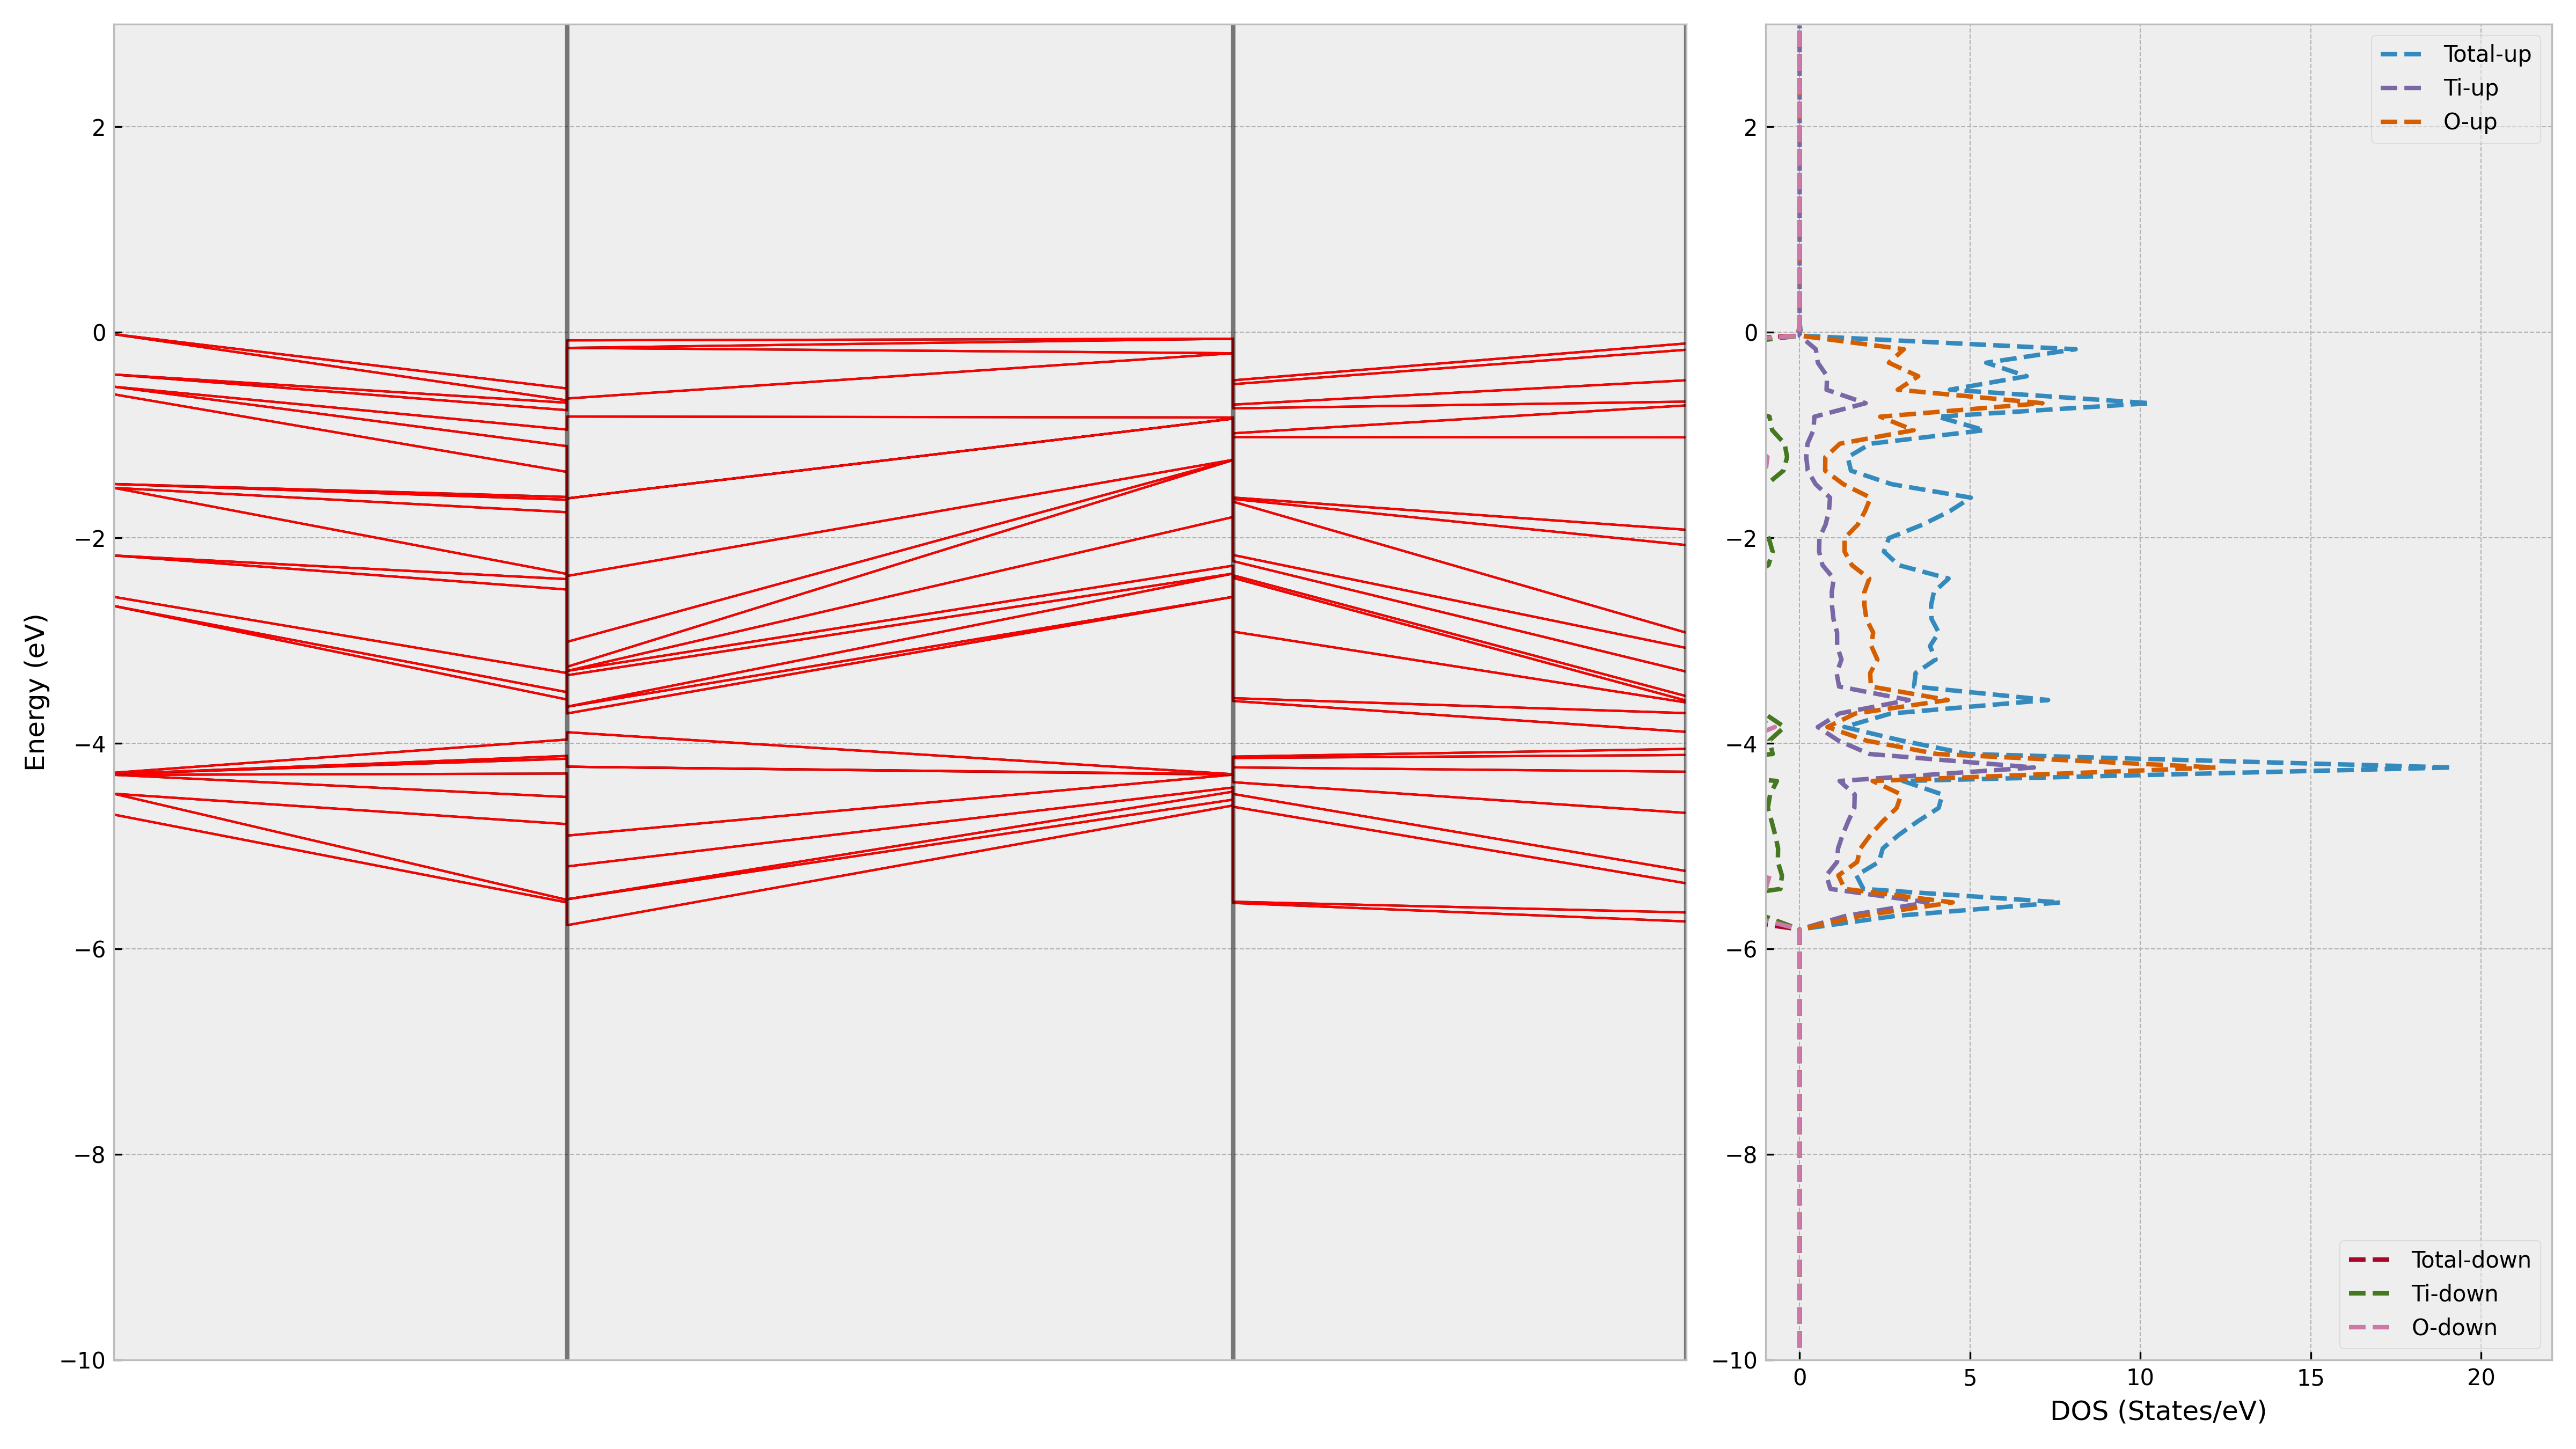 Energy (eV)
2
0
−2
−4
−6
−8
−10
2
0
−2
−4
−6
−8
−10
Total-up
Ti-up
O-up
Total-down
Ti-down
O-down
0 5 10 15 20
DOS (States/eV)